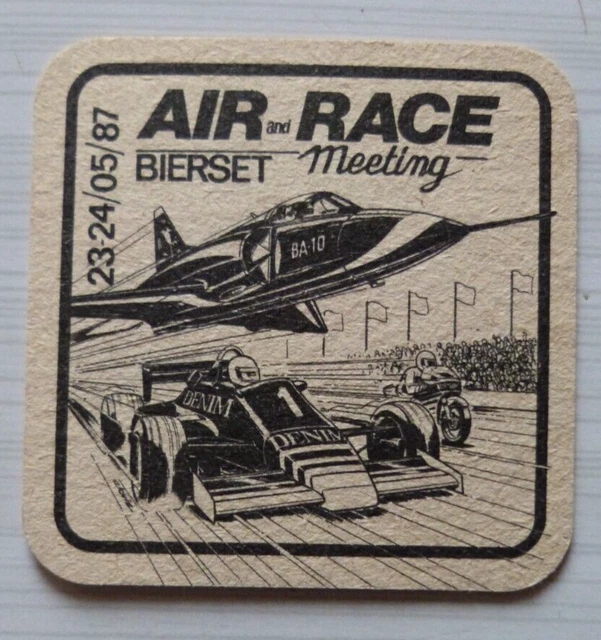 AIR and RACE
BIERSET Meeting
23-24/05/87
BA-10
DENIM
1
DENIM